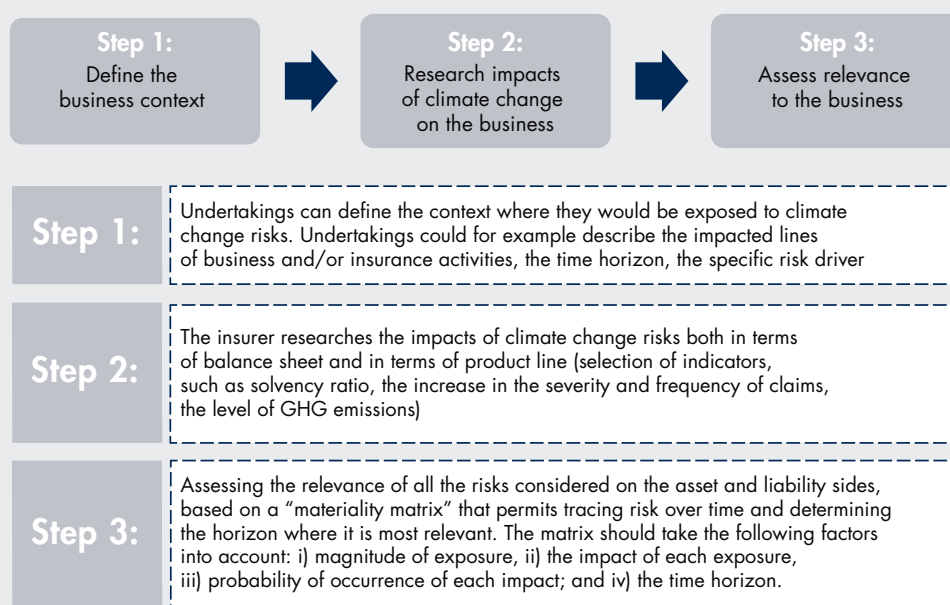 Step 1:
Define the
business context
Step 2:
Research impacts
of climate change
on the business
Step 3:
Assess relevance
to the business
Step 1:
Undertakings can define the context where they would be exposed to climate
change risks. Undertakings could for example describe the impacted lines
of business and/or insurance activities, the time horizon, the specific risk driver
Step 2:
The insurer researches the impacts of climate change risks both in terms
of balance sheet and in terms of product line (selection of indicators,
such as solvency ratio, the increase in the severity and frequency of claims,
the level of GHG emissions)
Step 3:
Assessing the relevance of all the risks considered on the asset and liability sides,
based on a “materiality matrix” that permits tracing risk over time and determining
the horizon where it is most relevant. The matrix should take the following factors
into account: i) magnitude of exposure, ii) the impact of each exposure,
iii) probability of occurrence of each impact; and iv) the time horizon.